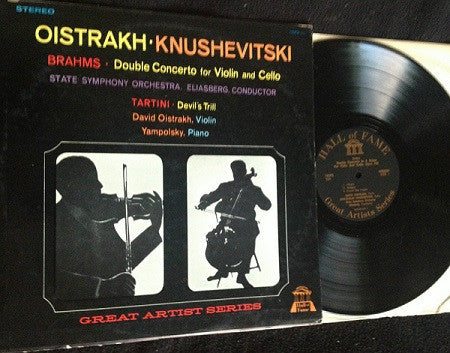 STEREO
OISTRAKH · KNUSHEVITSKI
BRAHMS · Double Concerto for Violin and Cello
STATE SYMPHONY ORCHESTRA, ELIASBERG, CONDUCTOR
TARTINI · Devil's Trill
David Oistrakh, Violin
Yampolsky, Piano
GREAT ARTIST SERIES
HALL of FAME
Great Artists Series